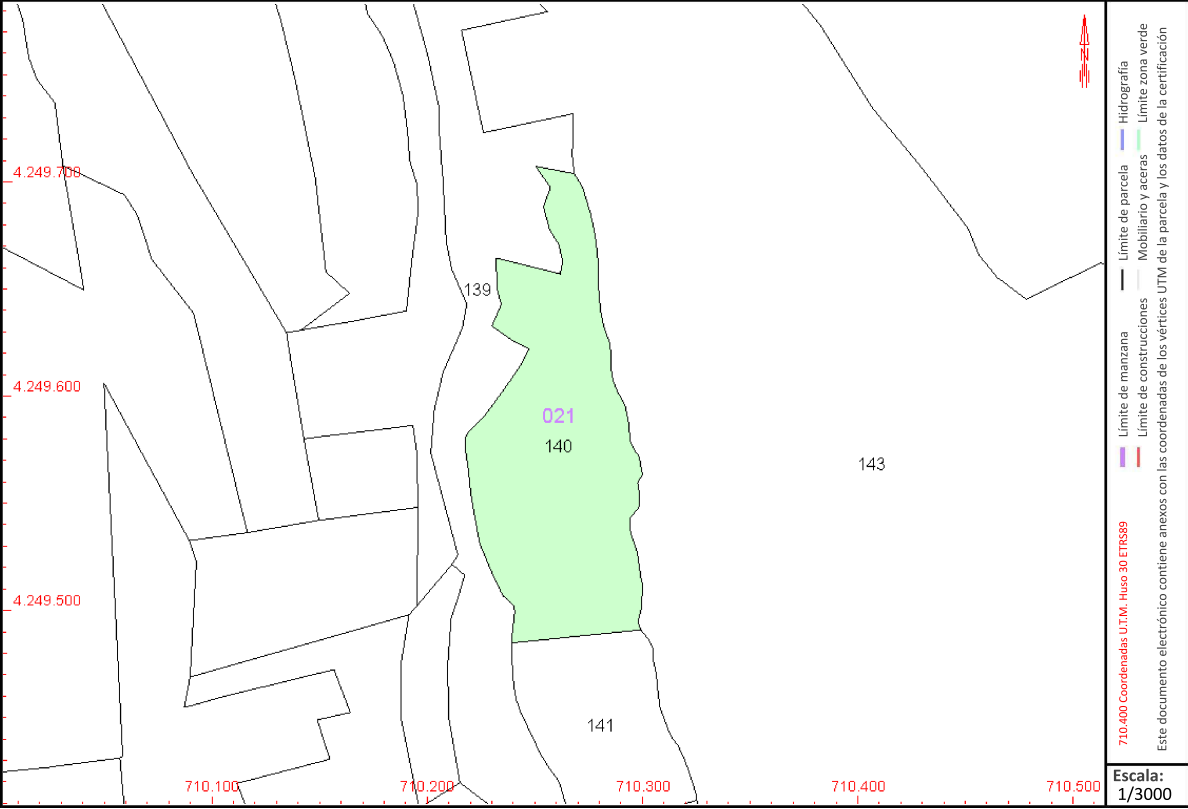 4.249.700
4.249.600
4.249.500
139
021
140
143
141
710.100
710.200
710.300
710.400
710.500
N
710.400 Coordenadas U.T.M. Huso 30 ETRS89
Límite de manzana
Límite de parcela
Hidrografía
Límite de construcciones
Mobiliario y aceras
Límite zona verde
Este documento electrónico contiene anexos con las coordenadas de los vértices UTM de la parcela y los datos de la certificación
Escala:
1/3000